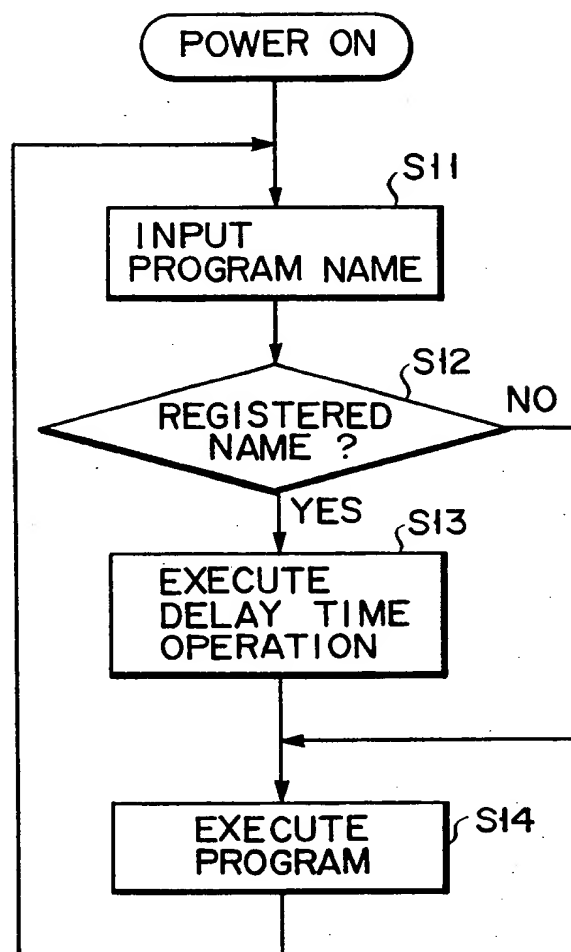 POWER ON
S11
INPUT
PROGRAM NAME
S12
REGISTERED
NAME ?
NO
YES
S13
EXECUTE
DELAY TIME
OPERATION
EXECUTE
PROGRAM
S14